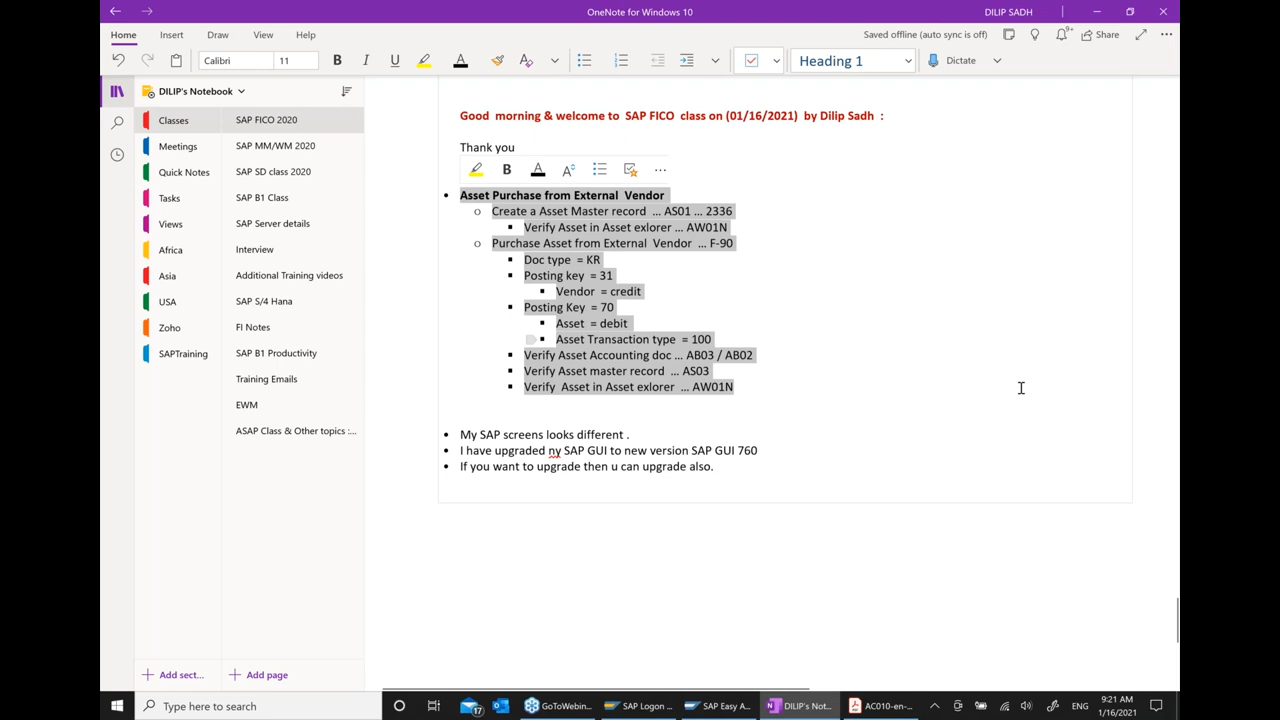 OneNote for Windows 10
DILIP SADH
Home Insert Draw View Help
Saved offline (auto sync is off)
9+
Share
Calibri 11 B I U A
Heading 1
Dictate
DILIP's Notebook
Classes
Meetings
Quick Notes
Tasks
Views
Africa
Asia
USA
Zoho
SAPTraining
SAP FICO 2020
SAP MM/WM 2020
SAP SD class 2020
SAP B1 Class
SAP Server details
Interview
Additional Training videos
SAP S/4 Hana
FI Notes
SAP B1 Productivity
Training Emails
EWM
ASAP Class & Other topics :...
Add sect...
Add page
Good morning & welcome to SAP FICO class on (01/16/2021) by Dilip Sadh :
Thank you
B A A
Asset Purchase from External Vendor
Create a Asset Master record ... AS01 ... 2336
Verify Asset in Asset exlorer ... AW01N
Purchase Asset from External Vendor ... F-90
Doc type = KR
Posting key = 31
Vendor = credit
Posting Key = 70
Asset = debit
Asset Transaction type = 100
Verify Asset Accounting doc ... AB03 / AB02
Verify Asset master record ... AS03
Verify Asset in Asset exlorer ... AW01N
My SAP screens looks different .
I have upgraded ny SAP GUI to new version SAP GUI 760
If you want to upgrade then u can upgrade also.
Type here to search
17
GoToWebin...
SAP Logon ...
SAP Easy A...
DILIP's Not...
AC010-en-...
ENG
9:21 AM
1/16/2021